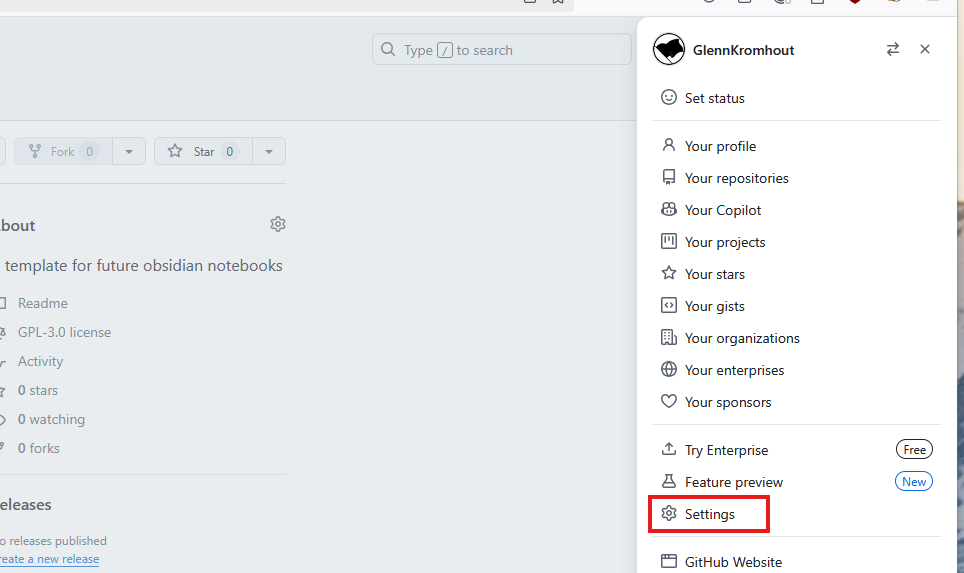 Type / to search
Fork 0
Star 0
bout
template for future obsidian notebooks
Readme
GPL-3.0 license
Activity
0 stars
0 watching
0 forks
eleases
o releases published
reate a new release
GlennKromhout
Set status
Your profile
Your repositories
Your Copilot
Your projects
Your stars
Your gists
Your organizations
Your enterprises
Your sponsors
Try Enterprise Free
Feature preview New
Settings
GitHub Website